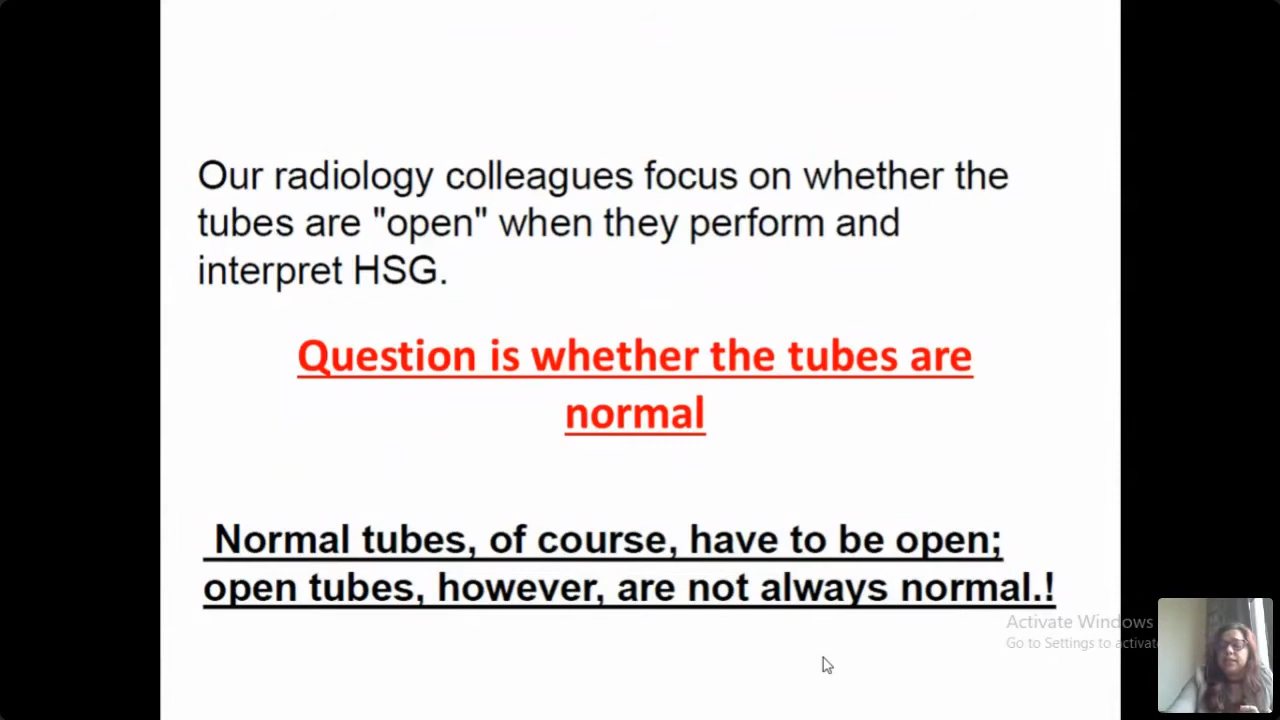 Our radiology colleagues focus on whether the
tubes are "open" when they perform and
interpret HSG.
Question is whether the tubes are
normal
Normal tubes, of course, have to be open;
open tubes, however, are not always normal.!
Activate Windows
Go to Settings to activate